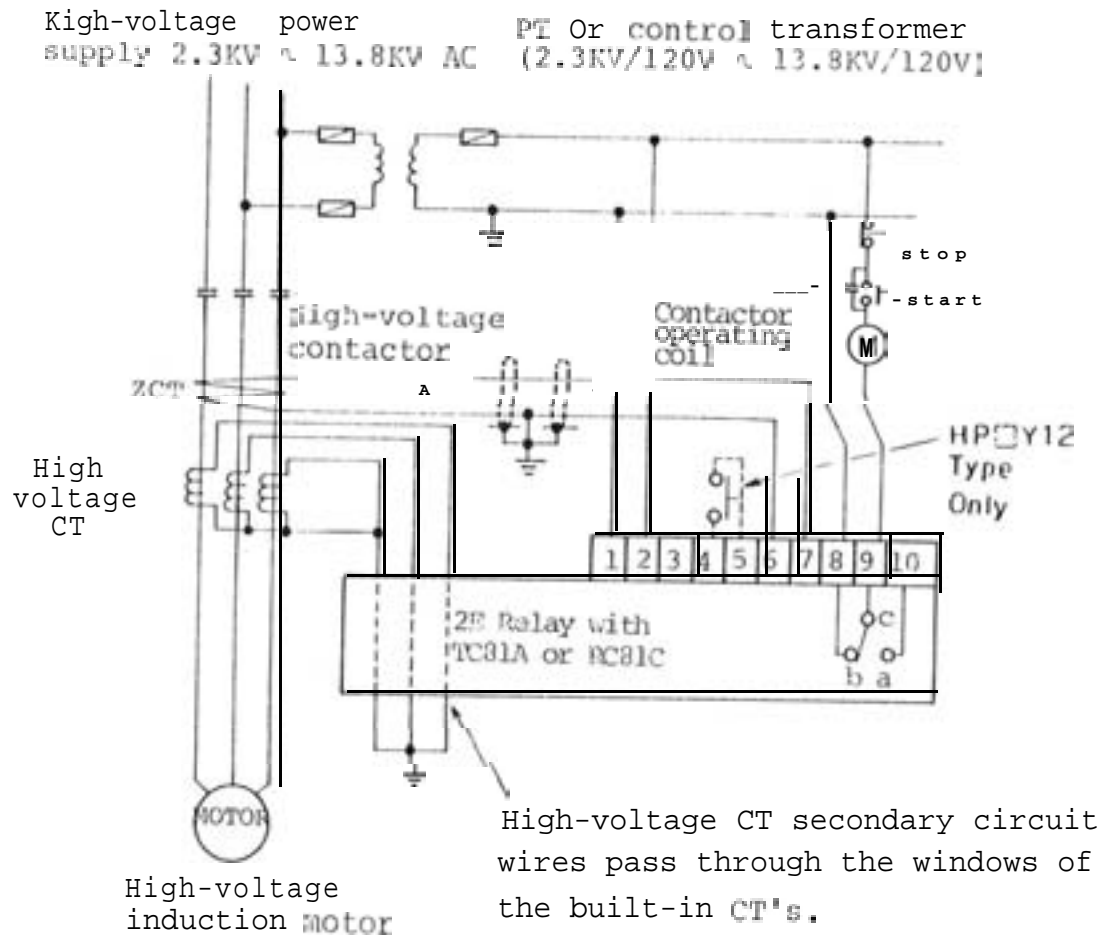 Kigh-voltage power
supply 2.3KV ~ 13.8KV AC
PT Or control transformer
(2.3KV/120V ~ 13.8KV/120V)
stop
-start
High-voltage
contactor
Contactor
operating
coil
M
ZCT
A
HP□Y12
Type
Only
High
voltage
CT
1 2 3 4 5 6 7 8 9 10
2E Relay with
TC81A or RC81C
c
b a
MOTOR
High-voltage CT secondary circuit
wires pass through the windows of
the built-in CT's.
High-voltage
induction motor